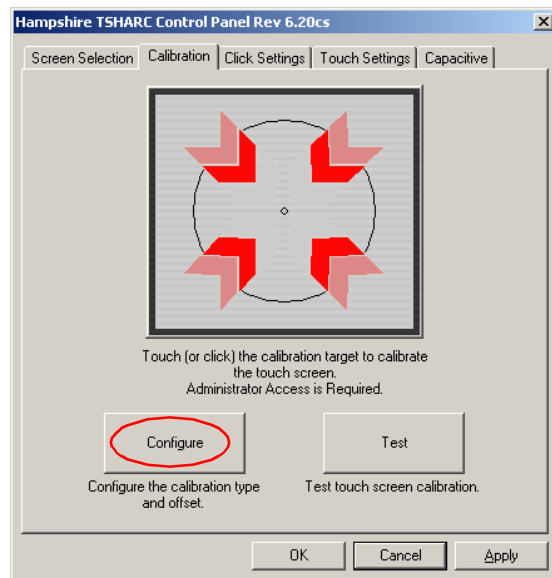 Hampshire TSHARC Control Panel Rev 6.20cs
Screen Selection Calibration Click Settings Touch Settings Capacitive
Touch (or click) the calibration target to calibrate
the touch screen.
Administrator Access is Required.
Configure Test
Configure the calibration type
and offset.
Test touch screen calibration.
OK Cancel Apply